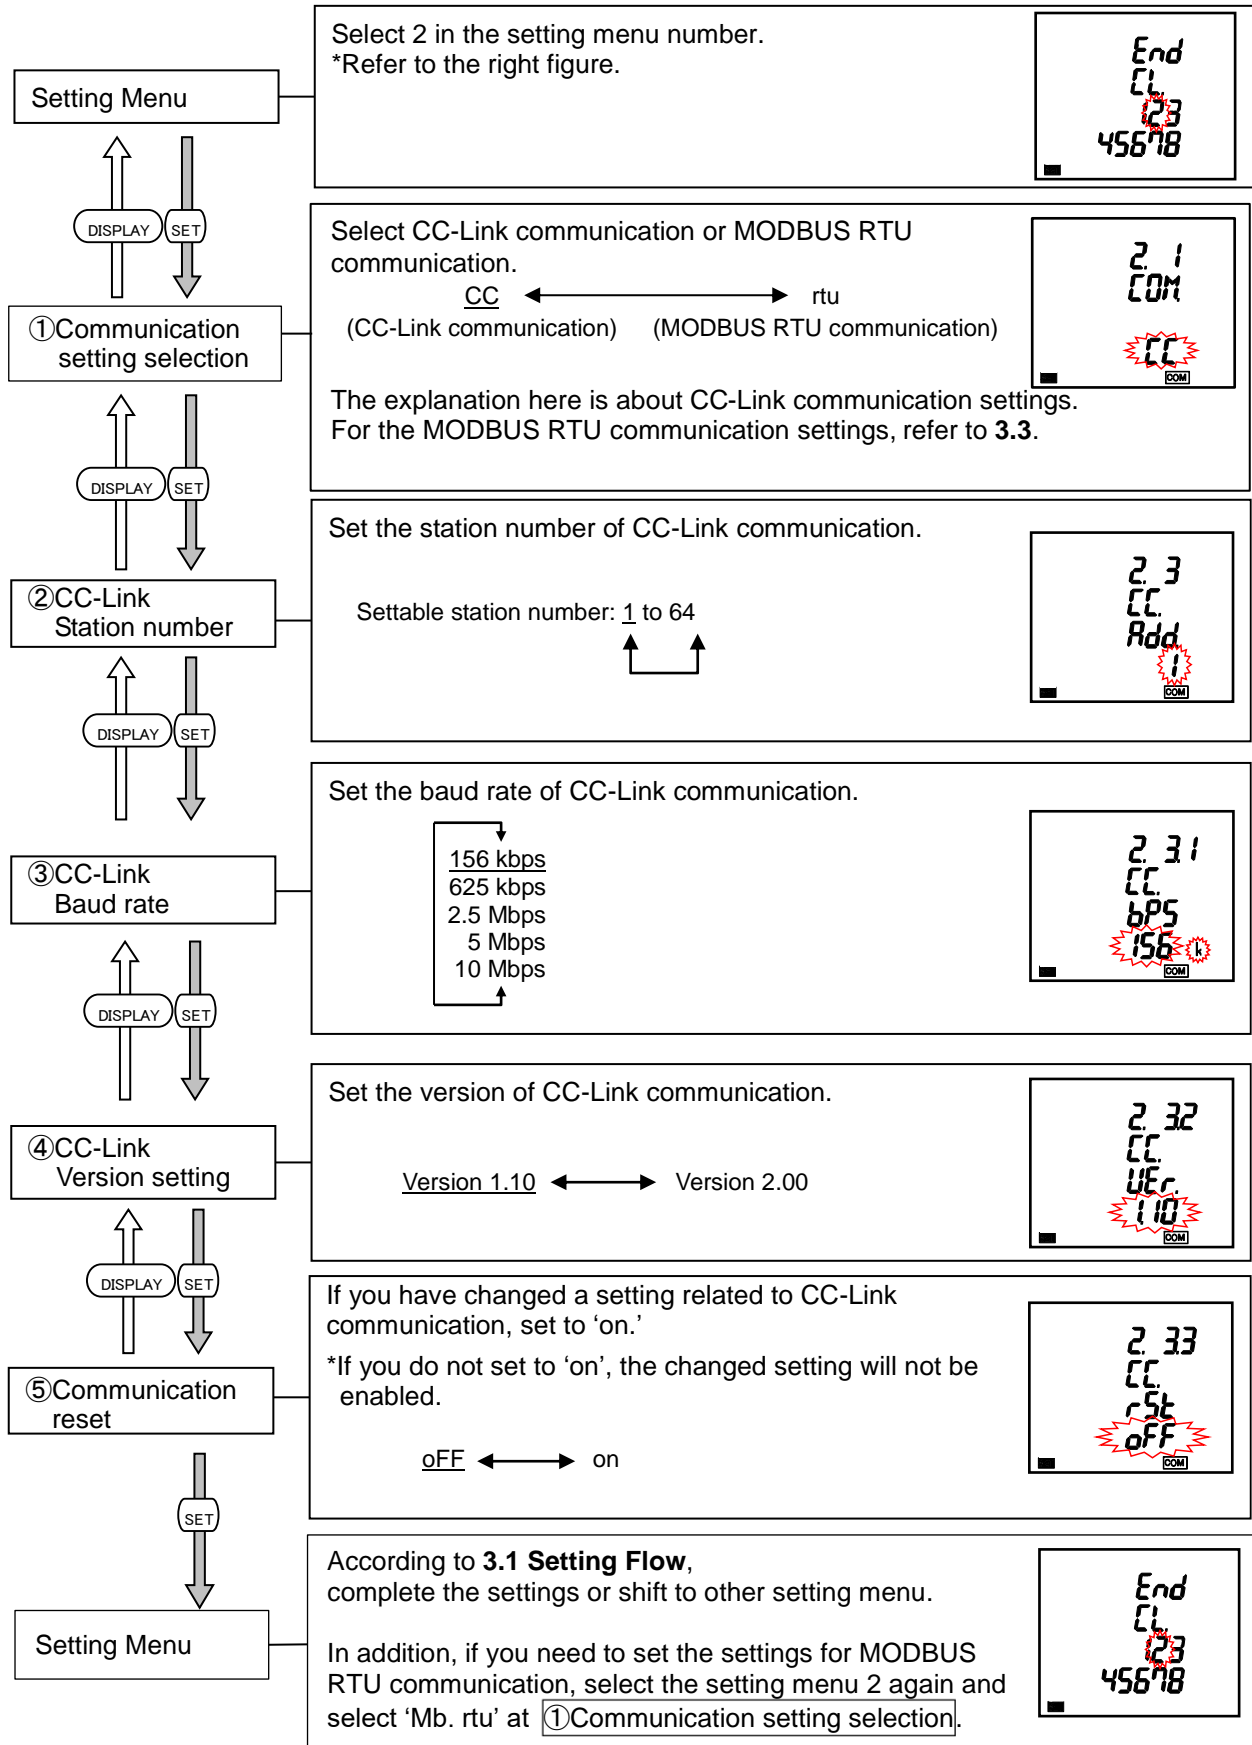 Setting Menu
Select 2 in the setting menu number.
*Refer to the right figure.
End
CL.
123
45678
DISPLAY SET
①Communication
setting selection
Select CC-Link communication or MODBUS RTU
communication.
CC rtu
(CC-Link communication) (MODBUS RTU communication)
The explanation here is about CC-Link communication settings.
For the MODBUS RTU communication settings, refer to 3.3.
2. 1
COM.
CC
COM
DISPLAY SET
②CC-Link
Station number
Set the station number of CC-Link communication.
Settable station number: 1 to 64
2. 3
CC.
Add
1
COM
DISPLAY SET
③CC-Link
Baud rate
Set the baud rate of CC-Link communication.
156 kbps
625 kbps
2.5 Mbps
5 Mbps
10 Mbps
2. 3.1
CC.
bPS
156 k
COM
DISPLAY SET
④CC-Link
Version setting
Set the version of CC-Link communication.
Version 1.10 Version 2.00
2. 3.2
CC.
VEr.
1.10
COM
DISPLAY SET
⑤Communication
reset
If you have changed a setting related to CC-Link
communication, set to ‘on.’
*If you do not set to ‘on’, the changed setting will not be
enabled.
oFF on
2. 3.3
CC.
rSt
oFF
COM
SET
Setting Menu
According to 3.1 Setting Flow,
complete the settings or shift to other setting menu.
In addition, if you need to set the settings for MODBUS
RTU communication, select the setting menu 2 again and
select ‘Mb. rtu’ at ①Communication setting selection.
End
CL.
123
45678